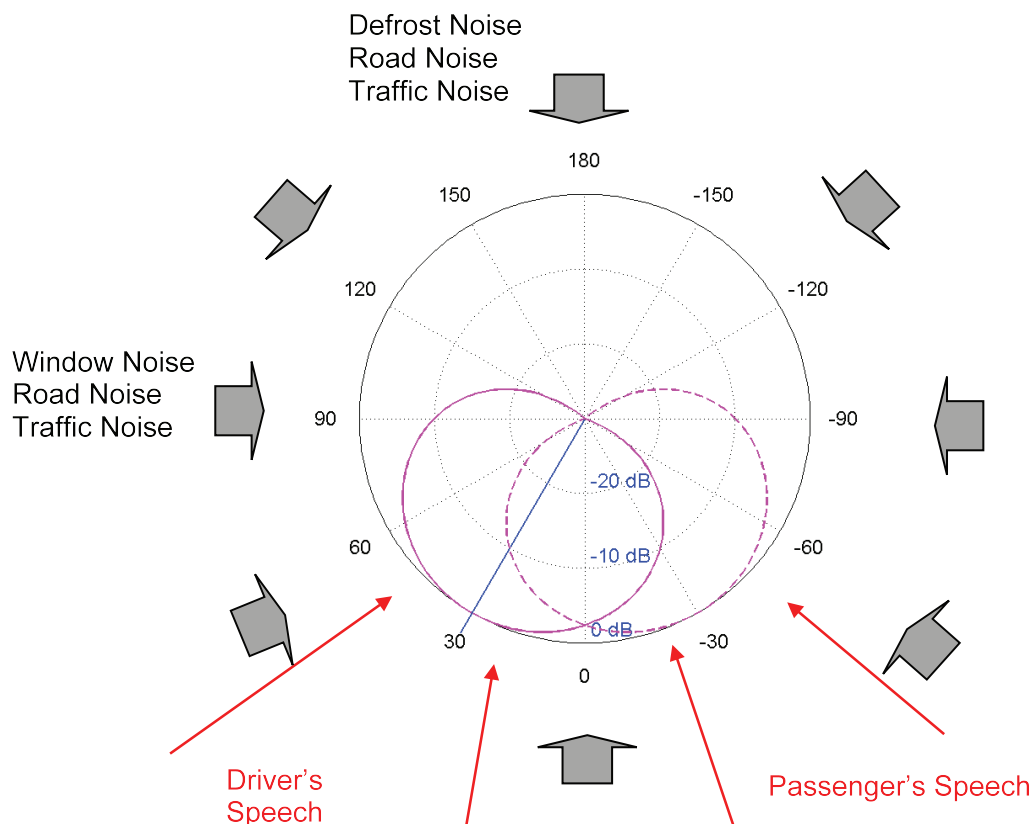 Defrost Noise
Road Noise
Traffic Noise
180
150
-150
120
-120
Window Noise
Road Noise
Traffic Noise
90
-90
-20 dB
60
-60
-10 dB
30
0 dB
-30
0
Driver's
Speech
Passenger's Speech